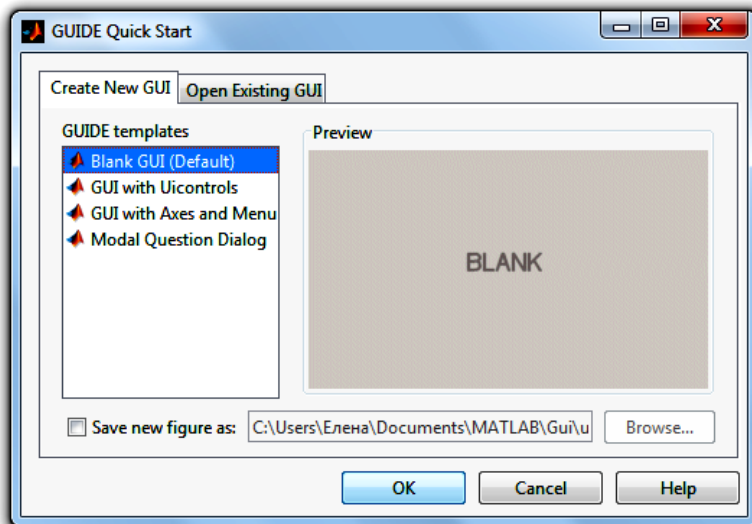 GUIDE Quick Start
Create New GUI
Open Existing GUI
GUIDE templates
Blank GUI (Default)
GUI with Uicontrols
GUI with Axes and Menu
Modal Question Dialog
Preview
BLANK
Save new figure as:
C:\Users\Елена\Documents\MATLAB\Gui\u
Browse...
OK
Cancel
Help